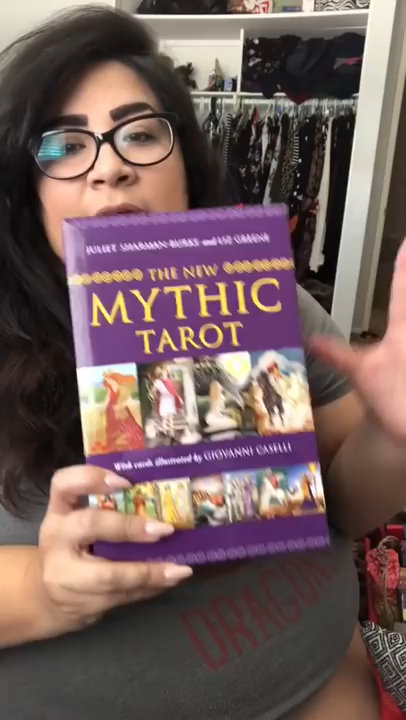 JULIET SHARMAN-BURKE and LIZ GREENE
THE NEW
MYTHIC
TAROT
With cards illustrated by GIOVANNI CASELLI
DRAGON